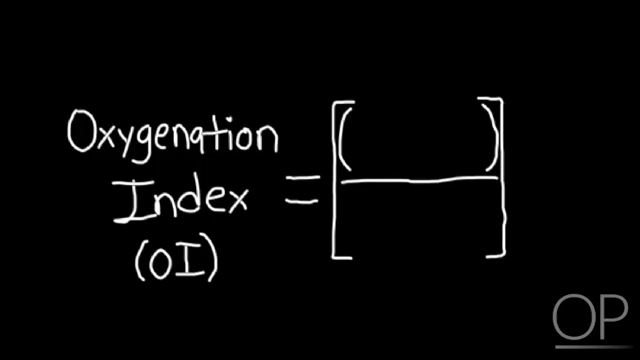 Oxygenation
Index
(OI)
= [( )]
OP